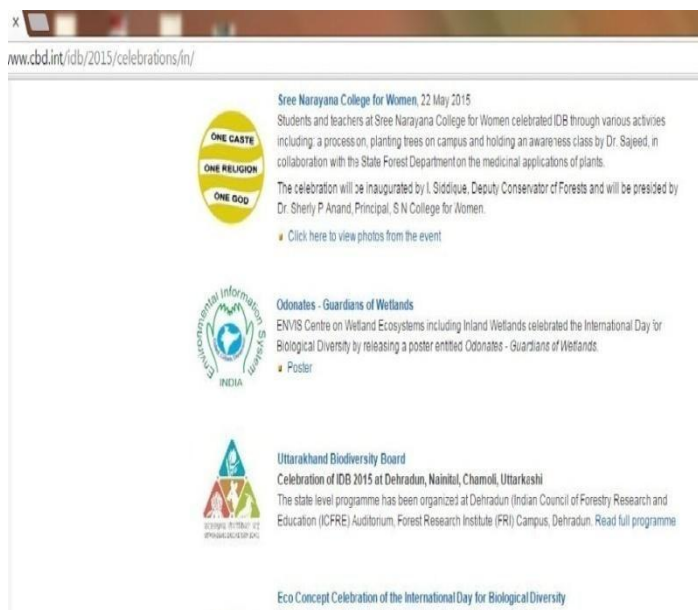 x
www.cbd.int/idb/2015/celebrations/in/
Sree Narayana College for Women, 22 May 2015
Students and teachers at Sree Narayana College for Women celebrated IDB through various activities
including: a procession, planting trees on campus and holding an awareness class by Dr. Sajeed, in
collaboration with the State Forest Department on the medicinal applications of plants.
The celebration will be inaugurated by I. Siddique, Deputy Conservator of Forests and will be presided by
Dr. Sherly P Anand, Principal, S N College for Women.
Click here to view photos from the event
ONE CASTE
ONE RELIGION
ONE GOD
Odonates - Guardians of Wetlands
ENVIS Centre on Wetland Ecosystems including Inland Wetlands celebrated the International Day for
Biological Diversity by releasing a poster entitled Odonates - Guardians of Wetlands.
Poster
Environmental Information System
INDIA
Uttarakhand Biodiversity Board
Celebration of IDB 2015 at Dehradun, Nainital, Chamoli, Uttarkashi
The state level programme has been organized at Dehradun (Indian Council of Forestry Research and
Education (ICFRE) Auditorium, Forest Research Institute (FRI) Campus, Dehradun. Read full programme
Eco Concept Celebration of the International Day for Biological Diversity